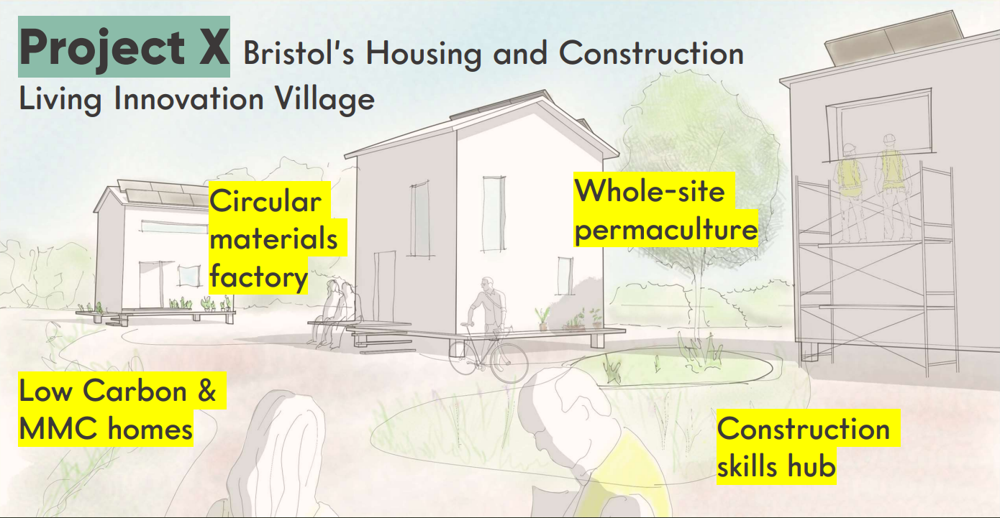 Project X Bristol's Housing and Construction
Living Innovation Village
Circular
materials
factory
Whole-site
permaculture
Low Carbon &
MMC homes
Construction
skills hub